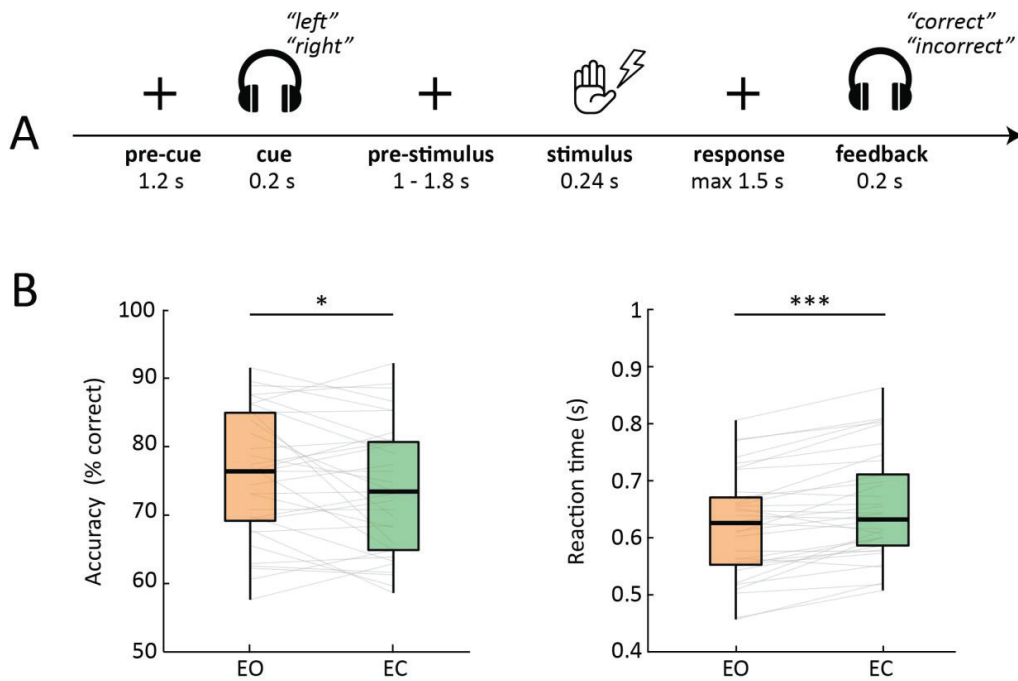 “left”
“right”
“correct”
“incorrect”
A
pre-cue cue pre-stimulus stimulus response feedback
1.2 s 0.2 s 1 - 1.8 s 0.24 s max 1.5 s 0.2 s
B
*
100
90
80
70
60
50
Accuracy (% correct)
EO EC
***
1
0.9
0.8
0.7
0.6
0.5
0.4
Reaction time (s)
EO EC